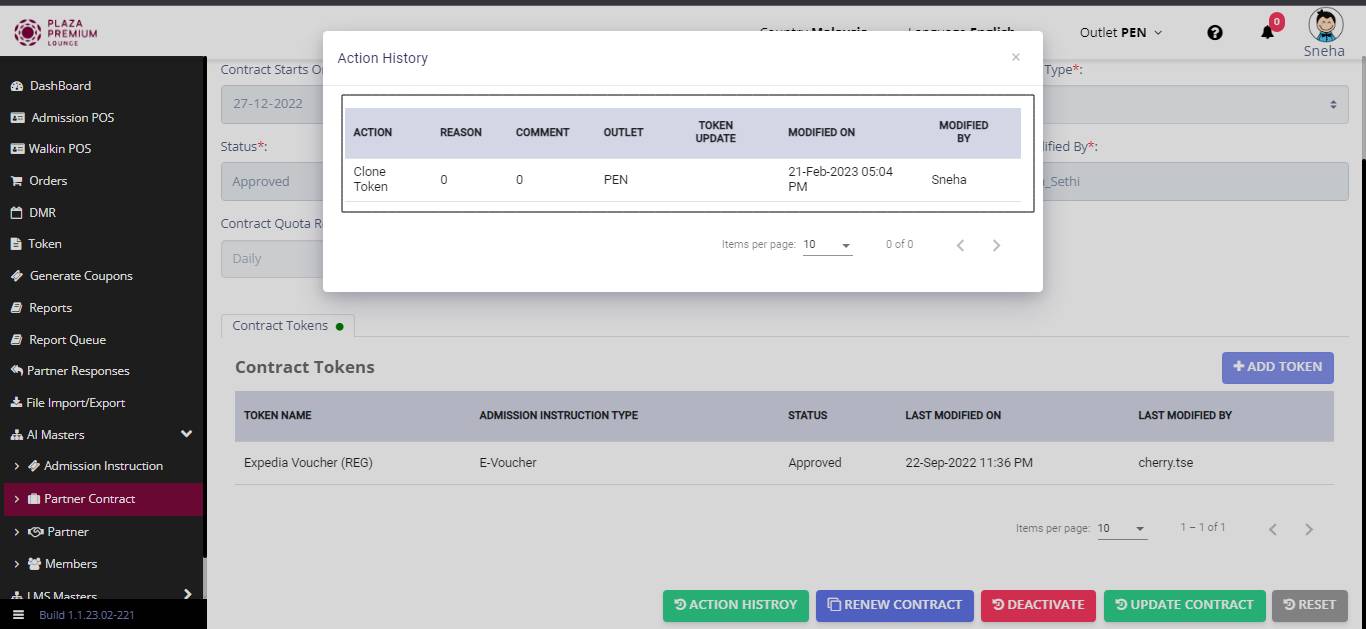 PLAZA
PREMIUM
LOUNGE
Outlet PEN
0
Sneha
DashBoard
Admission POS
Walkin POS
Orders
DMR
Token
Generate Coupons
Reports
Report Queue
Partner Responses
File Import/Export
AI Masters
Admission Instruction
Partner Contract
Partner
Members
LMS Masters
Build 1.1.23.02-221
Contract Starts On
Type*:
27-12-2022
Status*:
Approved
_Sethi
Contract Quota R
Daily
Action History
×
ACTION REASON COMMENT OUTLET TOKEN UPDATE MODIFIED ON MODIFIED BY
Clone Token 0 0 PEN 21-Feb-2023 05:04 PM Sneha
Items per page: 10 0 of 0
Contract Tokens
Contract Tokens
ADD TOKEN
TOKEN NAME ADMISSION INSTRUCTION TYPE STATUS LAST MODIFIED ON LAST MODIFIED BY
Expedia Voucher (REG) E-Voucher Approved 22-Sep-2022 11:36 PM cherry.tse
Items per page: 10 1 – 1 of 1
ACTION HISTROY RENEW CONTRACT DEACTIVATE UPDATE CONTRACT RESET